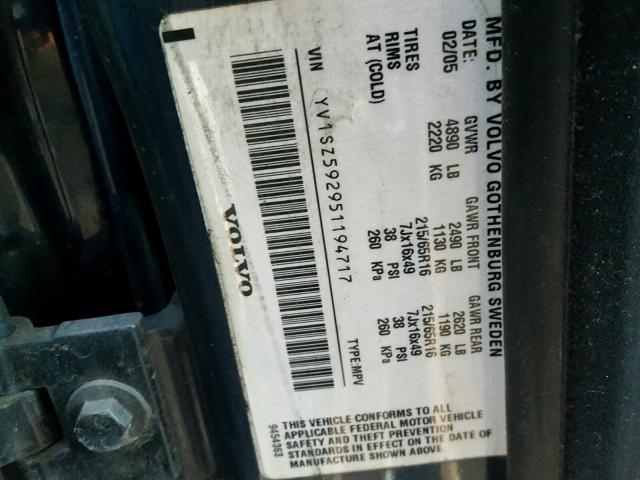 MFD. BY VOLVO GOTHENBURG SWEDEN
DATE: GVWR GAWR FRONT GAWR REAR
02/05 4890 LB 2490 LB 2620 LB
2220 KG 1130 KG 1190 KG
TIRES 215/65R16 215/65R16
RIMS 7Jx16x49 7Jx16x49
AT (COLD) 38 PSI 38 PSI
260 KPa 260 KPa
VIN YV1SZ592951194717 TYPE:MPV
VOLVO
THIS VEHICLE CONFORMS TO ALL
APPLICABLE FEDERAL MOTOR VEHICLE
SAFETY AND THEFT PREVENTION
STANDARDS IN EFFECT ON THE DATE OF
MANUFACTURE SHOWN ABOVE.
9454363